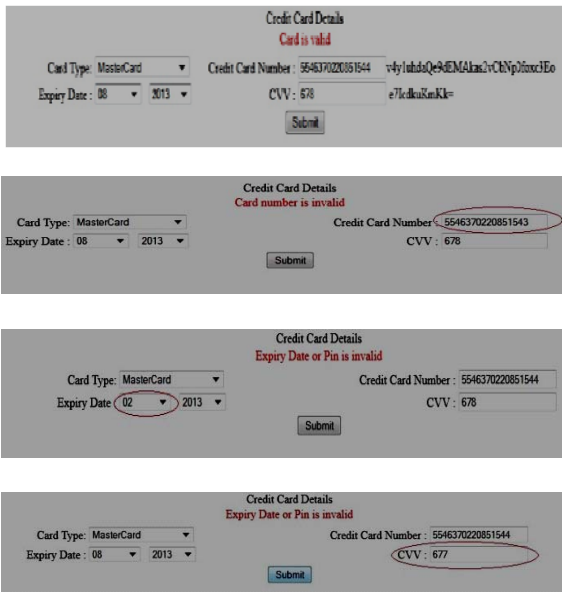 Credit Card Details
Card is valid
Card Type: MasterCard Credit Card Number : 5546370220851544
Expiry Date : 08 2013 CVV : 678
Submit
Credit Card Details
Card number is invalid
Card Type: MasterCard Credit Card Number : 5546370220851543
Expiry Date : 08 2013 CVV : 678
Submit
Credit Card Details
Expiry Date or Pin is invalid
Card Type: MasterCard Credit Card Number : 5546370220851544
Expiry Date 02 2013 CVV : 678
Submit
Credit Card Details
Expiry Date or Pin is invalid
Card Type: MasterCard Credit Card Number : 5546370220851544
Expiry Date : 08 2013 CVV : 677
Submit